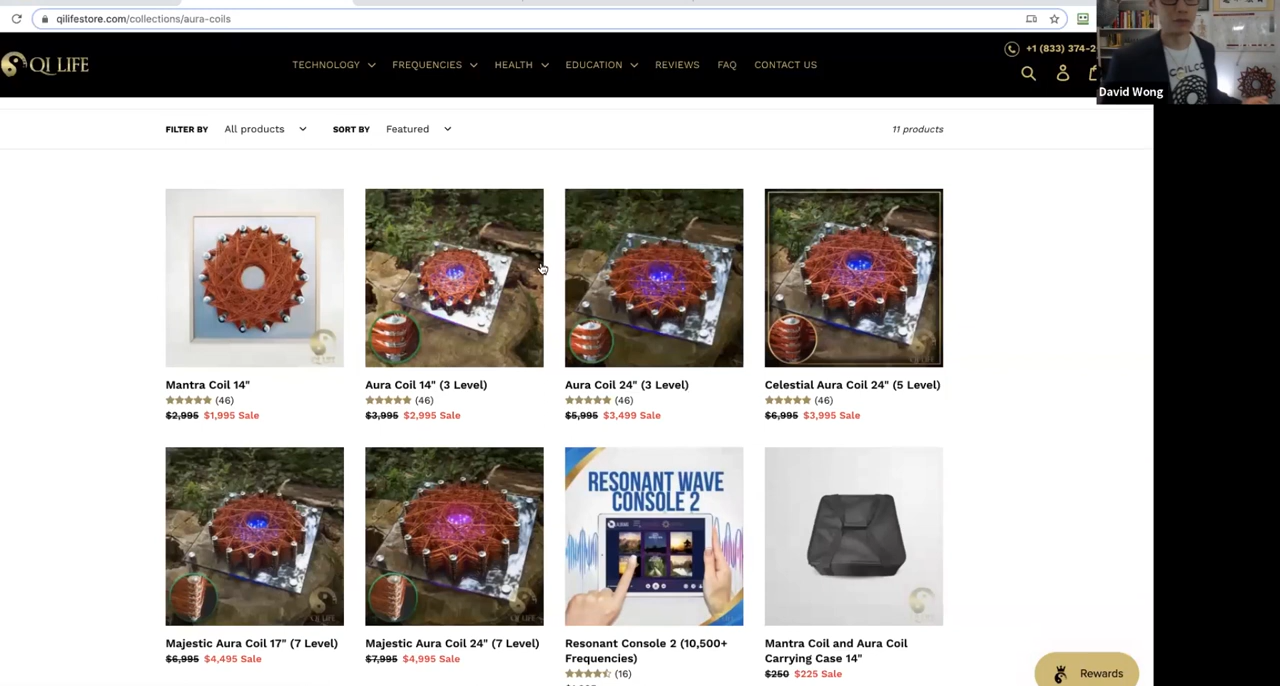 qilifestore.com/collections/aura-coils
QI LIFE
TECHNOLOGY FREQUENCIES HEALTH EDUCATION REVIEWS FAQ CONTACT US
+1 (833) 374-2
David Wong
FILTER BY All products SORT BY Featured 11 products
Mantra Coil 14"
(46)
$2,995 $1,995 Sale
Aura Coil 14" (3 Level)
(46)
$3,995 $2,995 Sale
Aura Coil 24" (3 Level)
(46)
$5,995 $3,499 Sale
Celestial Aura Coil 24" (5 Level)
(46)
$6,995 $3,995 Sale
Majestic Aura Coil 17" (7 Level)
$6,995 $4,495 Sale
Majestic Aura Coil 24" (7 Level)
$7,995 $4,995 Sale
RESONANT WAVE
CONSOLE 2
Resonant Console 2 (10,500+
Frequencies)
(16)
QI LIFE
Mantra Coil and Aura Coil
Carrying Case 14"
$250 $225 Sale
Rewards